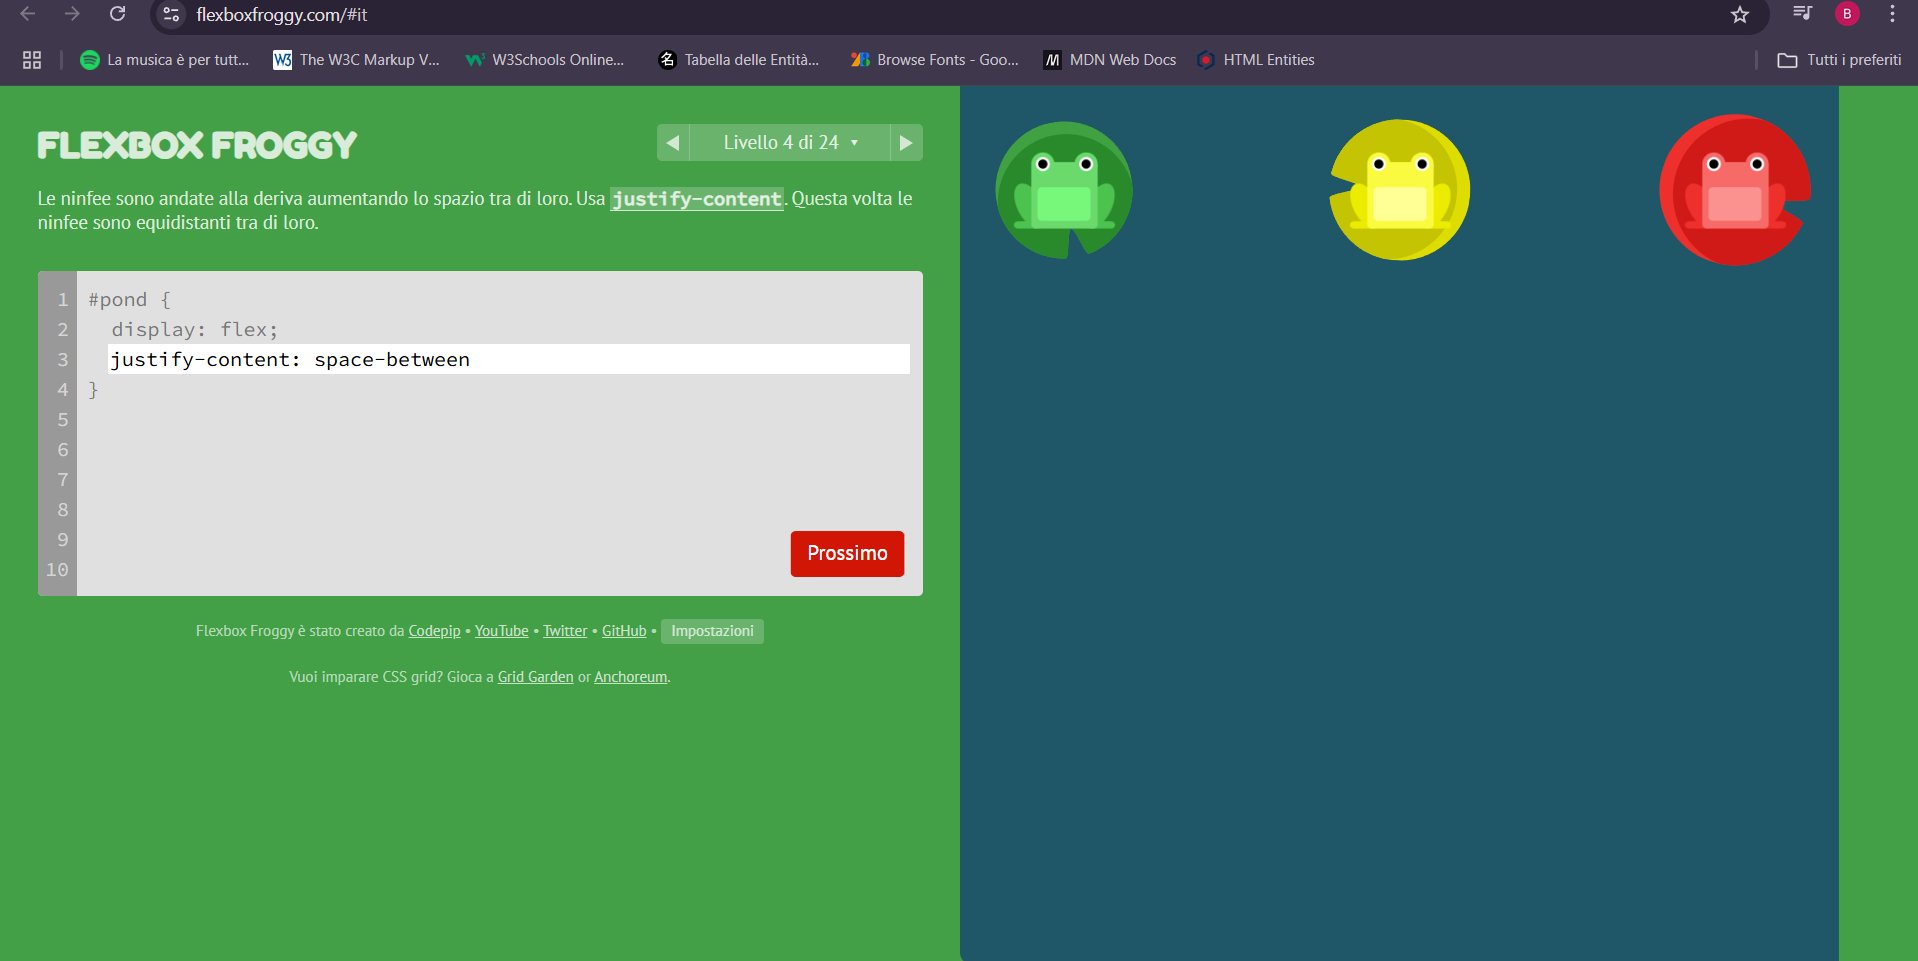 flexboxfroggy.com/#it
B
La musica è per tutt...
The W3C Markup V...
W3Schools Online...
Tabella delle Entità...
Browse Fonts - Goo...
MDN Web Docs
HTML Entities
Tutti i preferiti
FLEXBOX FROGGY
Livello 4 di 24
Le ninfee sono andate alla deriva aumentando lo spazio tra di loro. Usa justify-content. Questa volta le
ninfee sono equidistanti tra di loro.
1 #pond {
2 display: flex;
3 justify-content: space-between
4 }
5
6
7
8
9
10
Prossimo
Flexbox Froggy è stato creato da Codepip • YouTube • Twitter • GitHub • Impostazioni
Vuoi imparare CSS grid? Gioca a Grid Garden or Anchoreum.